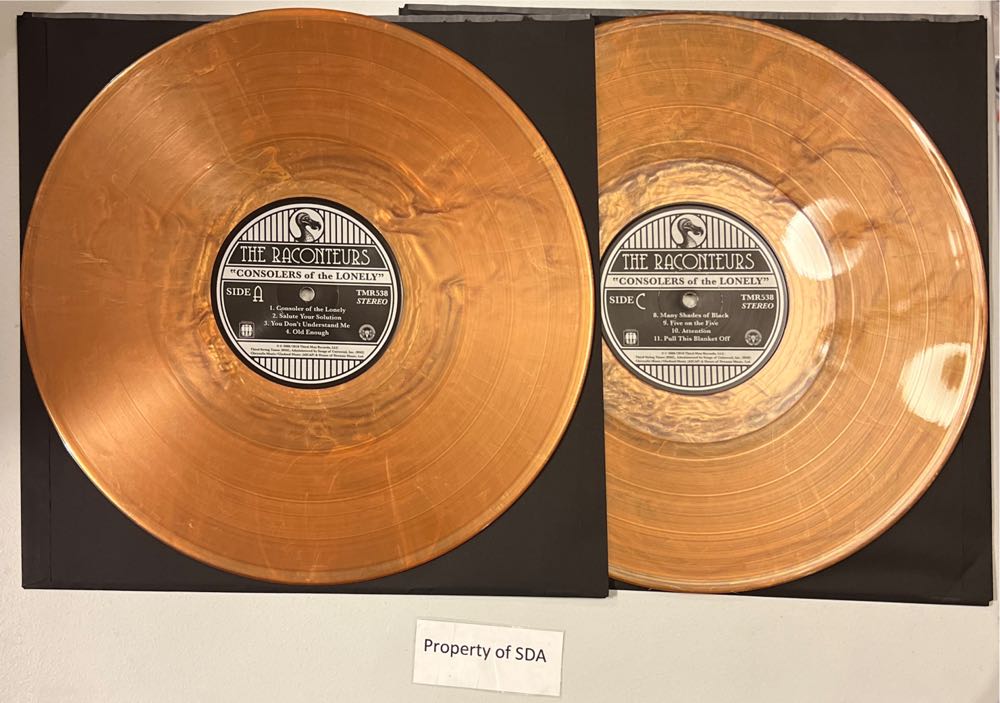 THE RACONTEURS
"CONSOLERS of the LONELY"
SIDE A
TMR538
STEREO
1. Consoler of the Lonely
2. Salute Your Solution
3. You Don't Understand Me
4. Old Enough
THE RACONTEURS
"CONSOLERS of the LONELY"
SIDE C
TMR538
STEREO
8. Many Shades of Black
9. Five on the Five
10. Attention
11. Pull This Blanket Off
Property of SDA